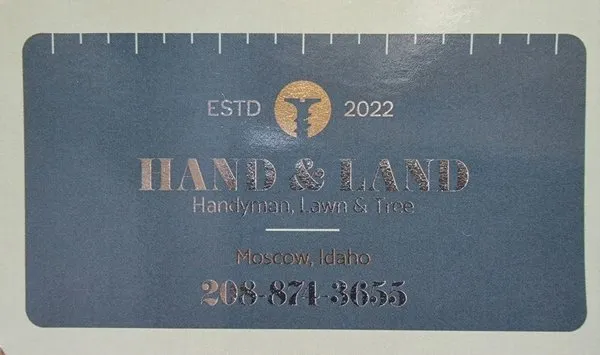 ESTD 2022
HAND & LAND
Handyman, Lawn & Tree
Moscow, Idaho
208-874-3655